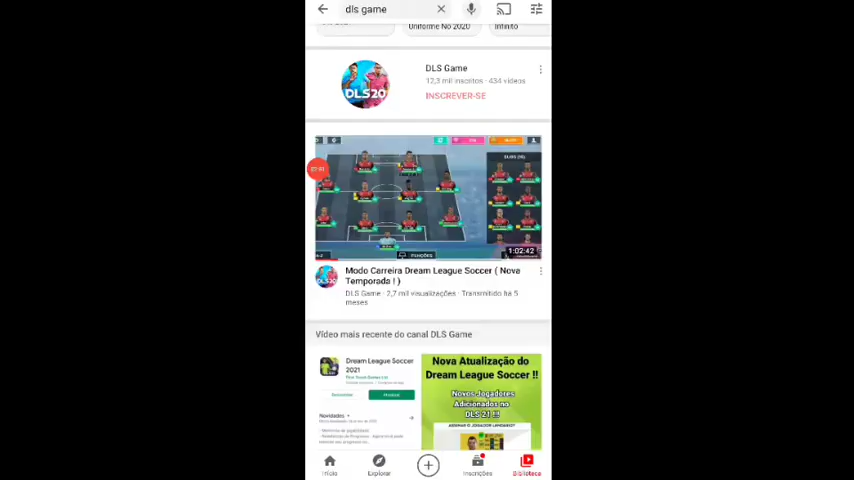 dls game
Uniforme No 2020
Infinito
DLS Game
12,3 mil inscritos · 434 vídeos
INSCREVER-SE
DLS20
1:02:42
Modo Carreira Dream League Soccer ( Nova
Temporada ! )
DLS Game · 2,7 mil visualizações · Transmitido há 5
meses
Vídeo mais recente do canal DLS Game
Dream League Soccer
2021
Novidades
Nova Atualização do
Dream League Soccer !!
Novos Jogadores
Adicionados no
DLS 21 !!!
Início
Explorar
Inscrições
Biblioteca